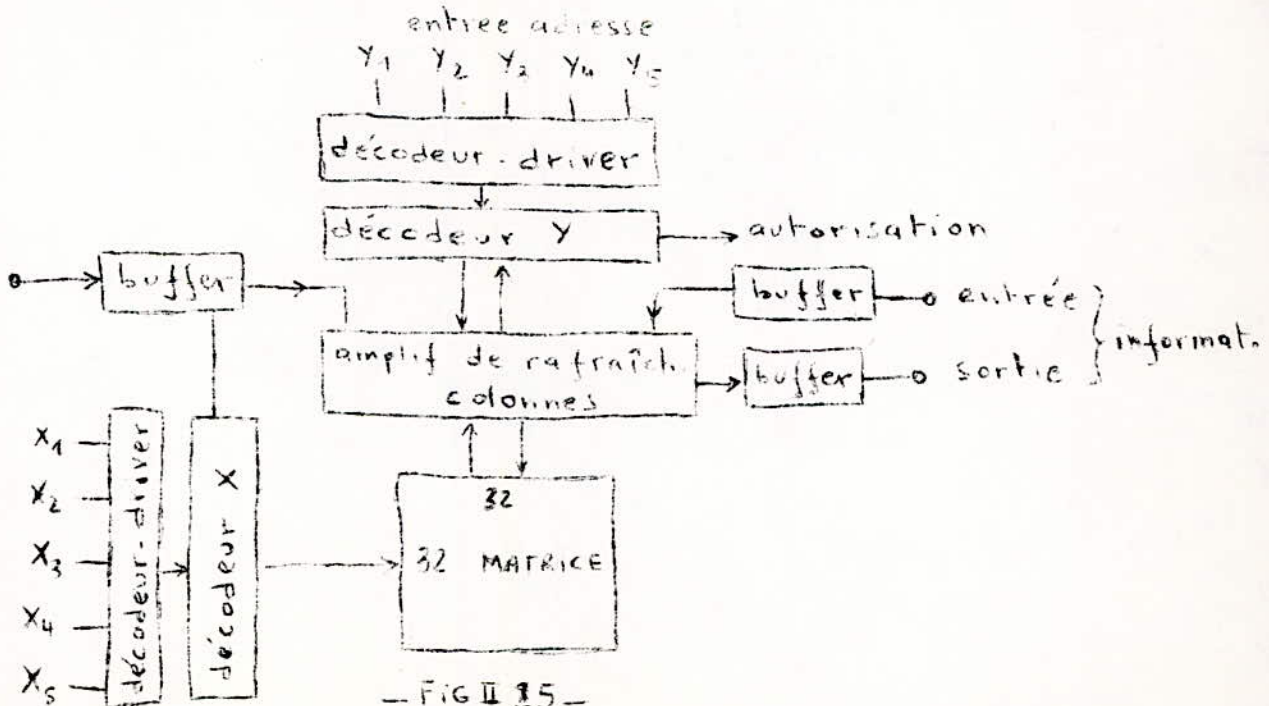 entrée adresse
Y1 Y2 Y3 Y4 Y5
décodeur-driver
décodeur Y
autorisation
buffer
buffer
entrée
informat.
amplif de rafraîch.
colonnes
buffer
sortie
X1
X2
X3
X4
X5
décodeur-driver
décodeur X
32
32 MATRICE
_ FIG II 15 _